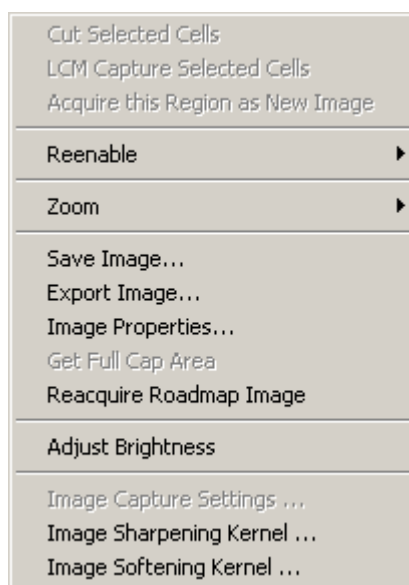 Cut Selected Cells
LCM Capture Selected Cells
Acquire this Region as New Image
Reenable
Zoom
Save Image...
Export Image...
Image Properties...
Get Full Cap Area
Reacquire Roadmap Image
Adjust Brightness
Image Capture Settings ...
Image Sharpening Kernel ...
Image Softening Kernel ...